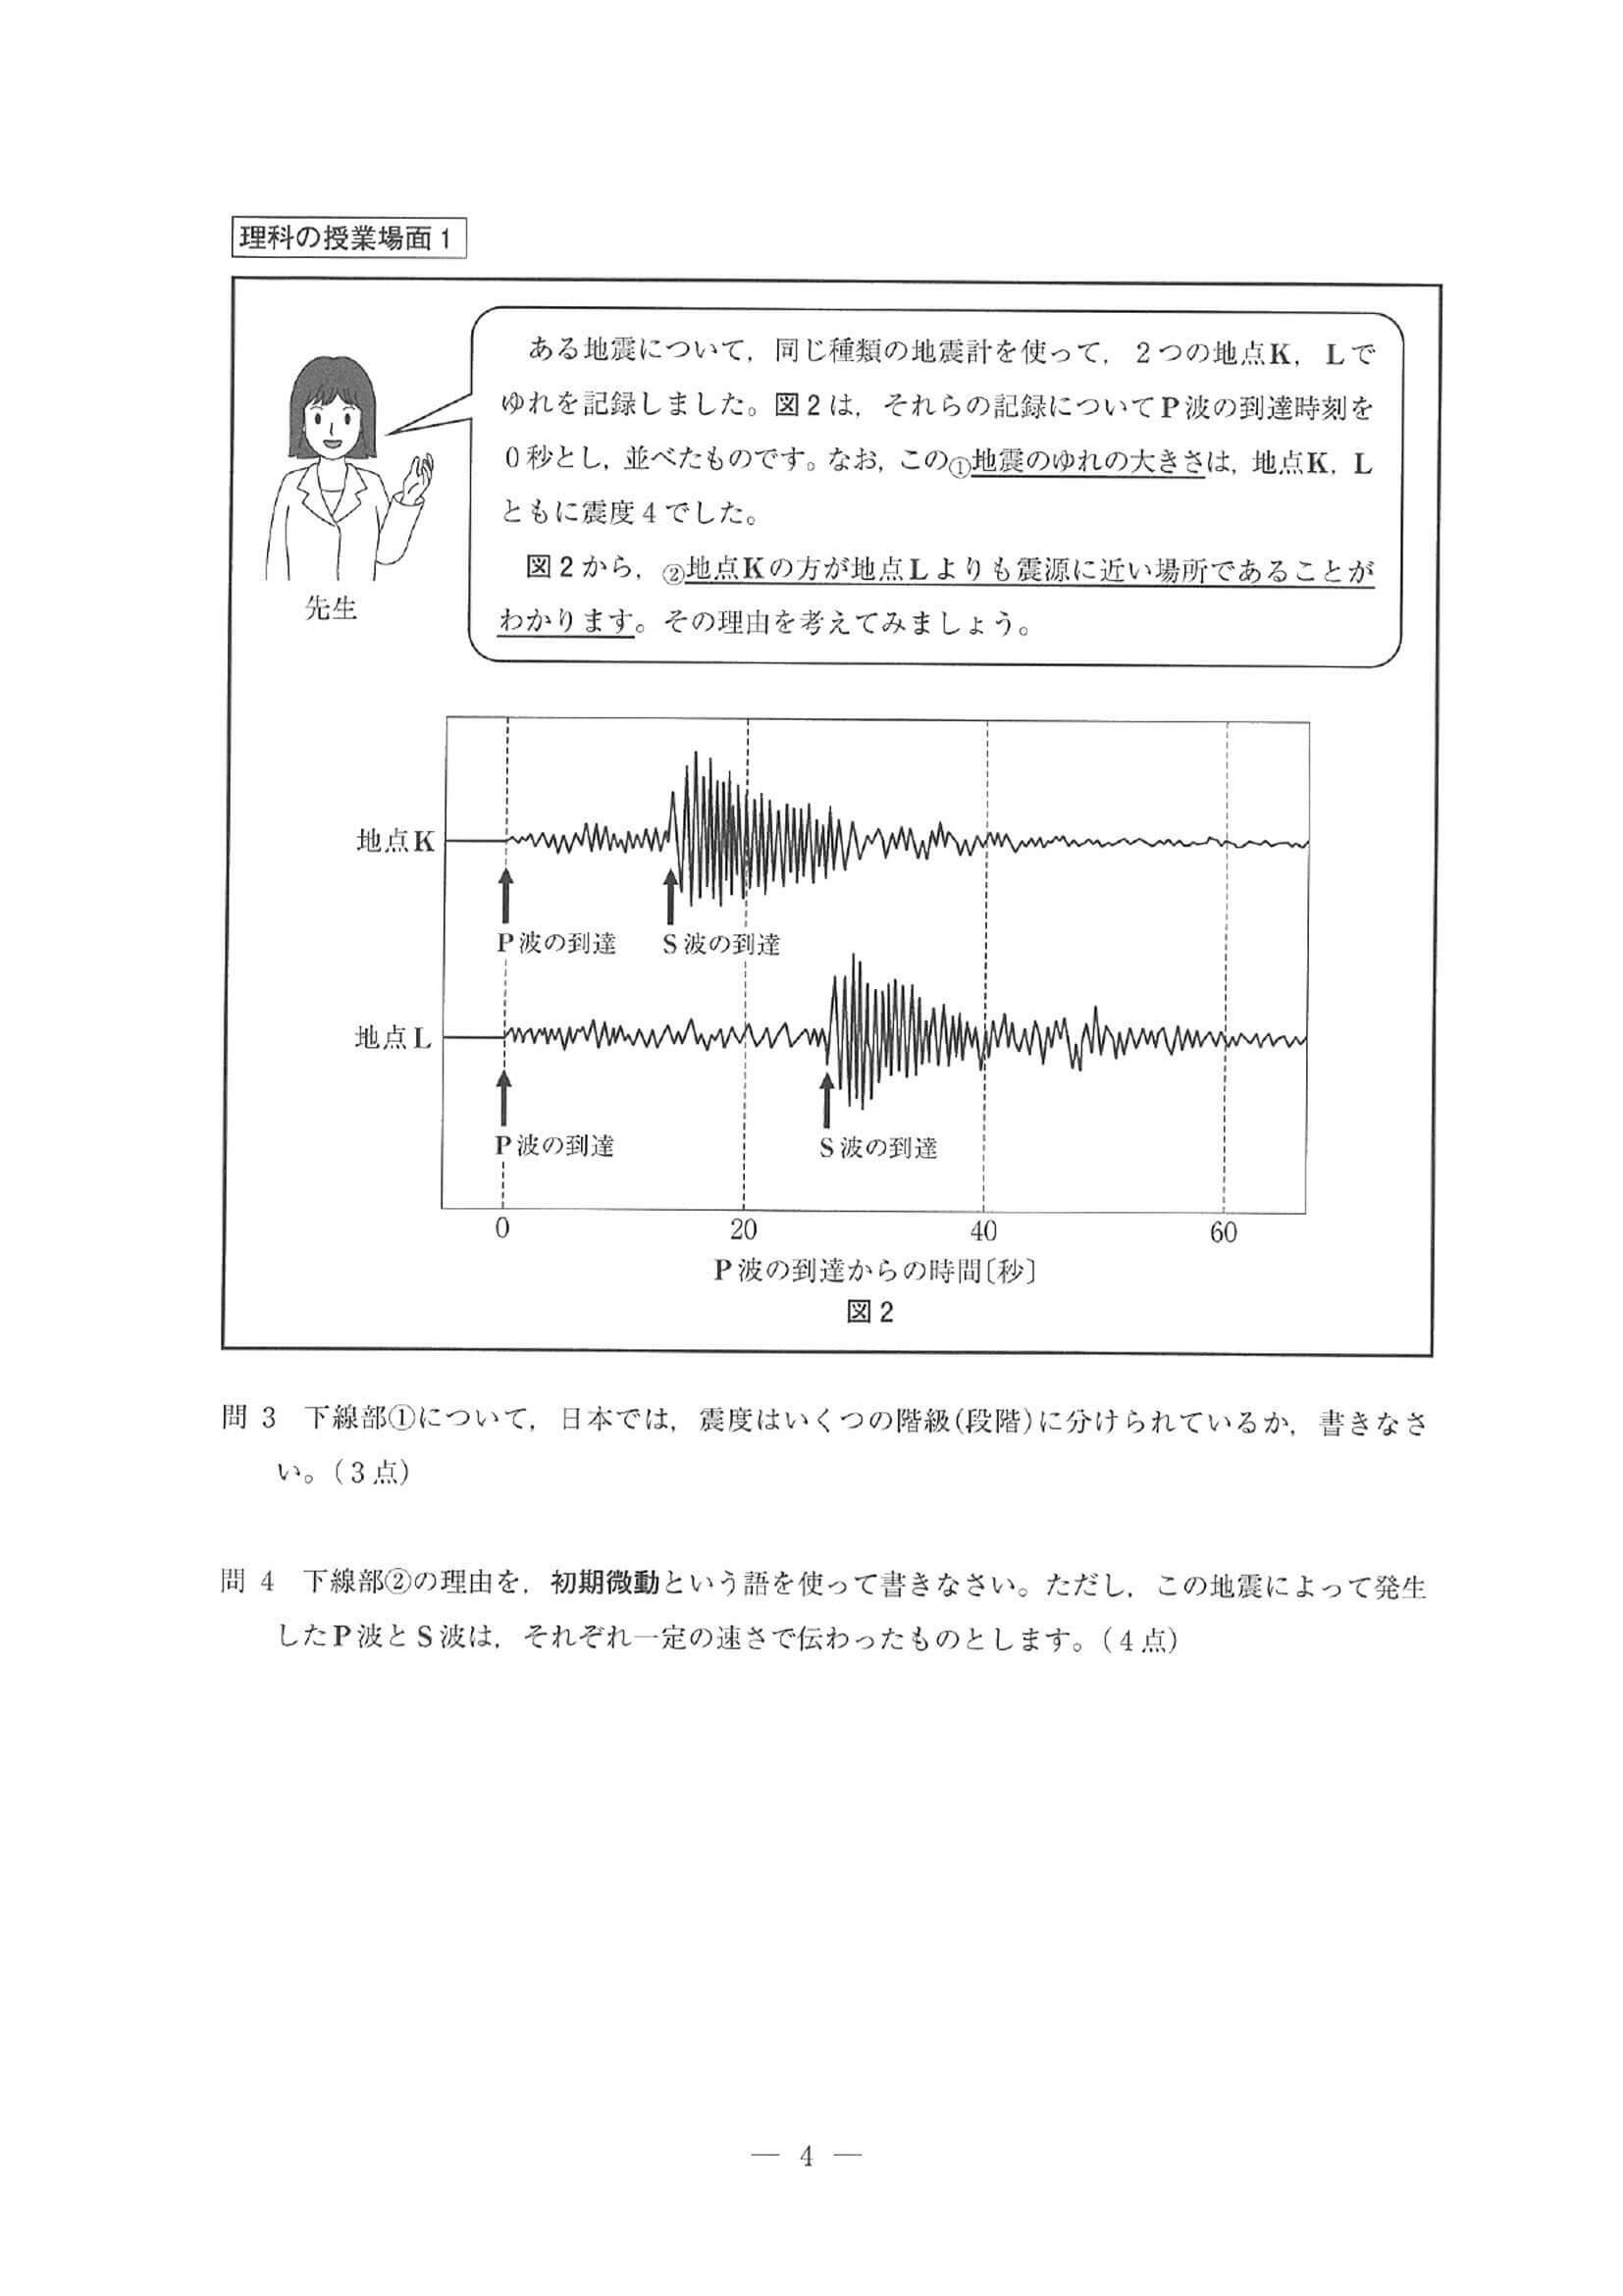 理科の授業場面1
ある地震について，同じ種類の地震計を使って，2つの地点K，Lで
ゆれを記録しました。図2は，それらの記録についてP波の到達時刻を
0秒とし，並べたものです。なお，この①地震のゆれの大きさは，地点K，L
ともに震度4でした。
図2から，②地点Kの方が地点Lよりも震源に近い場所であることが
わかります。その理由を考えてみましょう。
先生
地点K
P波の到達 S波の到達
地点L
P波の到達 S波の到達
0 20 40 60
P波の到達からの時間〔秒〕
図2
問3 下線部①について，日本では，震度はいくつの階級(段階)に分けられているか，書きなさ
い。(3点)
問4 下線部②の理由を，初期微動という語を使って書きなさい。ただし，この地震によって発生
したP波とS波は，それぞれ一定の速さで伝わったものとします。(4点)
― 4 ―